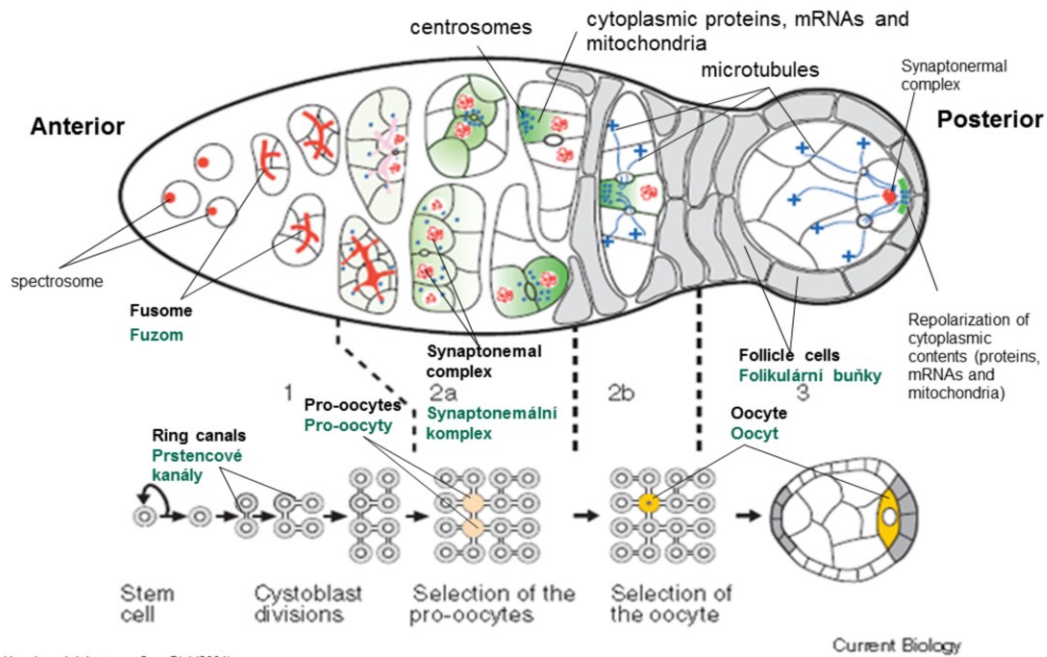 centrosomes
cytoplasmic proteins, mRNAs and
mitochondria
microtubules
Synaptonermal
complex
Anterior
Posterior
spectrosome
Fusome
Fuzom
Synaptonemal
complex
Synaptonemální
komplex
Follicle cells
Folikulární buňky
Repolarization of
cytoplasmic
contents (proteins,
mRNAs and
mitochondria)
1
2a
2b
3
Pro-oocytes
Pro-oocyty
Ring canals
Prstencové
kanály
Oocyte
Oocyt
Stem
cell
Cystoblast
divisions
Selection of the
pro-oocytes
Selection of
the oocyte
Current Biology